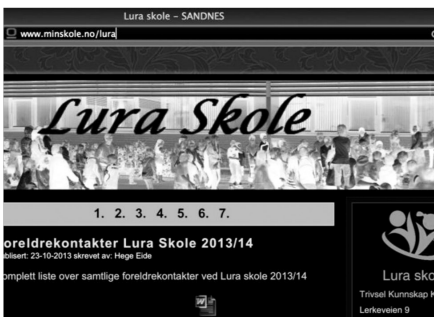 Lura skole – SANDNES
www.minskole.no/lura
Lura Skole
1. 2. 3. 4. 5. 6. 7.
oreldrekontakter Lura Skole 2013/14
ublisert: 23-10-2013 skrevet av: Hege Eide
omplett liste over samtlige foreldrekontakter ved Lura skole 2013/14
W
Lura sko
Trivsel Kunnskap K
Lerkeveien 9